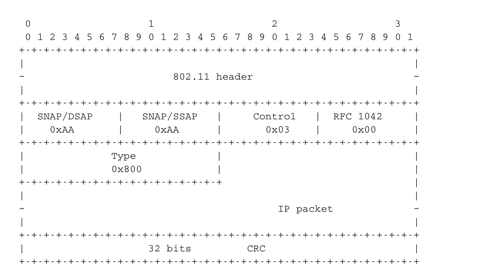 0 1 2 3
0 1 2 3 4 5 6 7 8 9 0 1 2 3 4 5 6 7 8 9 0 1 2 3 4 5 6 7 8 9 0 1
+-+-+-+-+-+-+-+-+-+-+-+-+-+-+-+-+-+-+-+-+-+-+-+-+-+-+-+-+-+-+-+-+
| |
- 802.11 header -
| |
+-+-+-+-+-+-+-+-+-+-+-+-+-+-+-+-+-+-+-+-+-+-+-+-+-+-+-+-+-+-+-+-+
| SNAP/DSAP | SNAP/SSAP | Control | RFC 1042 |
| 0xAA | 0xAA | 0x03 | 0x00 |
+-+-+-+-+-+-+-+-+-+-+-+-+-+-+-+-+-+-+-+-+-+-+-+-+-+-+-+-+-+-+-+-+
| Type | |
| 0x800 | |
+-+-+-+-+-+-+-+-+-+-+-+-+-+-+-+-+ |
| |
- IP packet -
| |
+-+-+-+-+-+-+-+-+-+-+-+-+-+-+-+-+-+-+-+-+-+-+-+-+-+-+-+-+-+-+-+-+
| 32 bits CRC |
+-+-+-+-+-+-+-+-+-+-+-+-+-+-+-+-+-+-+-+-+-+-+-+-+-+-+-+-+-+-+-+-+